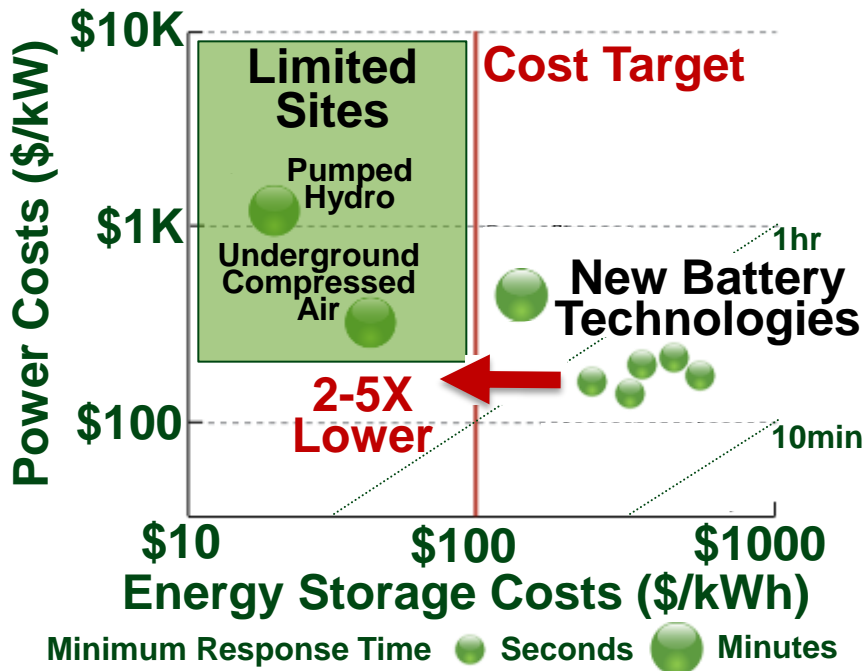 Power Costs ($/kW)
$10K
$1K
$100
Limited
Sites
Cost Target
Pumped
Hydro
Underground
Compressed
Air
1hr
New Battery
Technologies
2-5X
Lower
10min
$10
$100
$1000
Energy Storage Costs ($/kWh)
Minimum Response Time Seconds Minutes